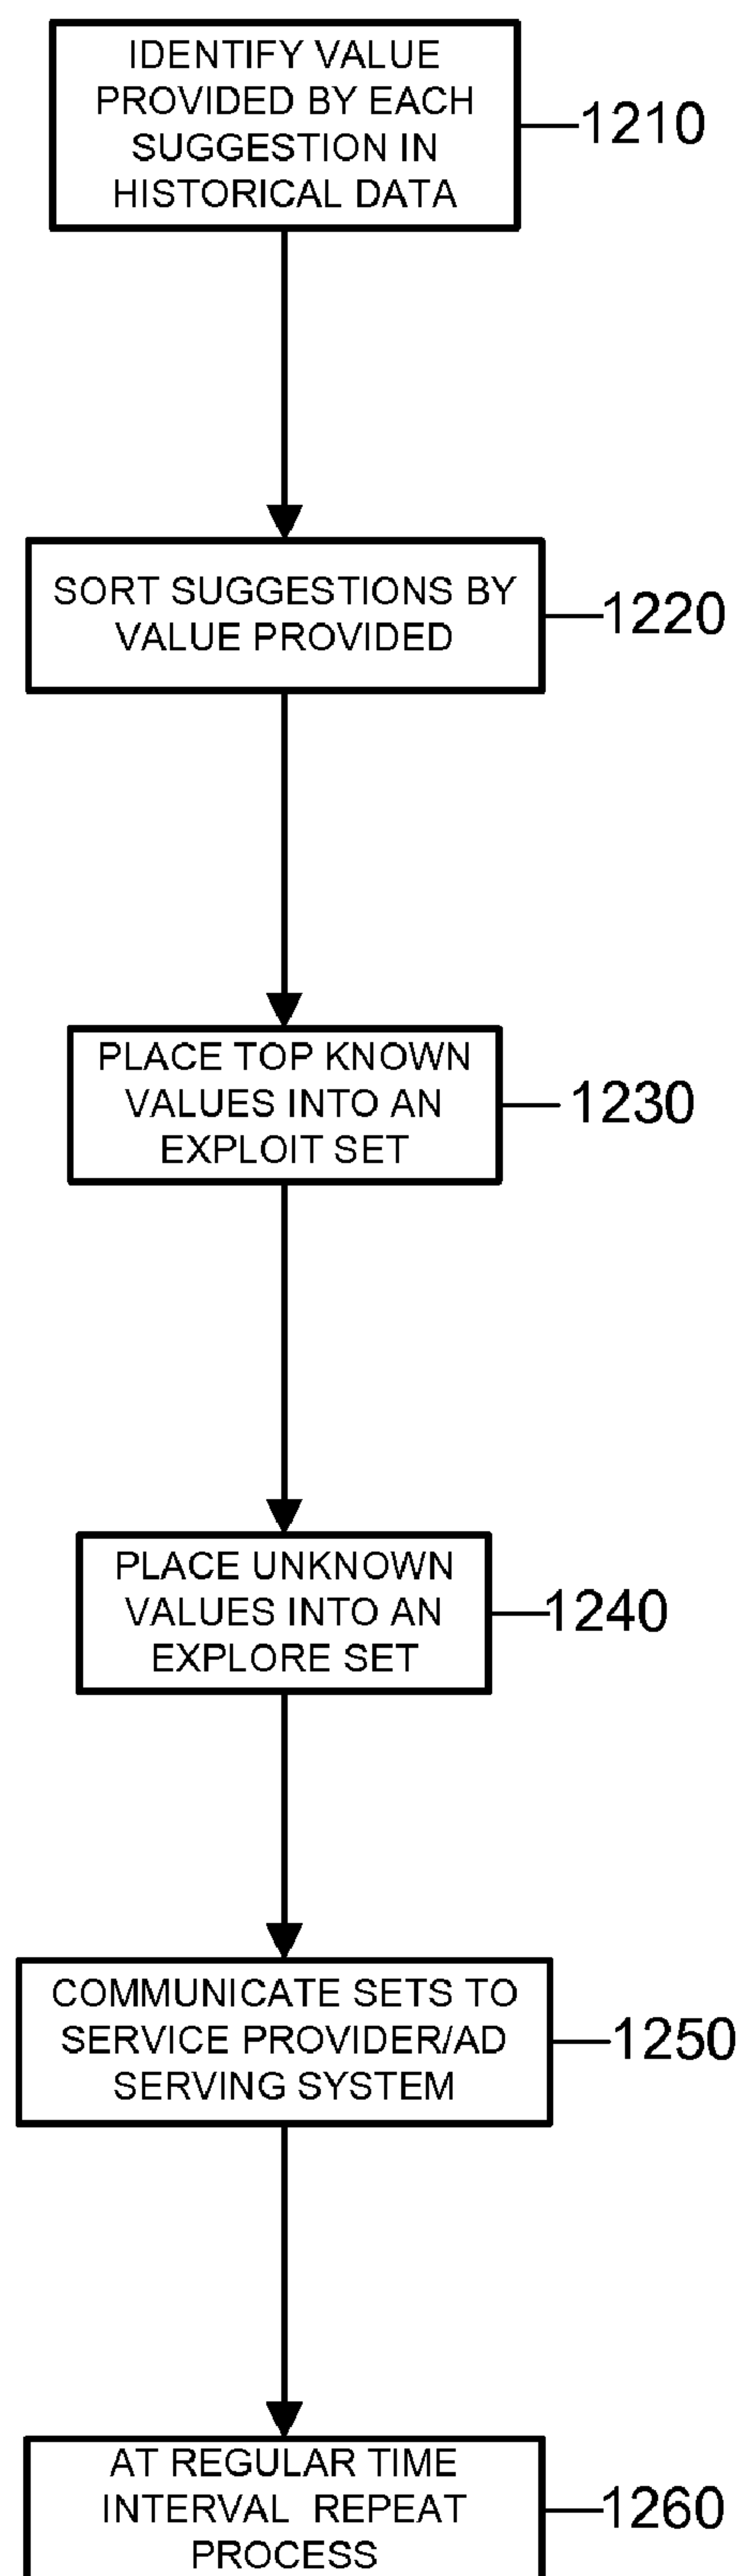 IDENTIFY VALUE
PROVIDED BY EACH
SUGGESTION IN
HISTORICAL DATA
1210
SORT SUGGESTIONS BY
VALUE PROVIDED
1220
PLACE TOP KNOWN
VALUES INTO AN
EXPLOIT SET
1230
PLACE UNKNOWN
VALUES INTO AN
EXPLORE SET
1240
COMMUNICATE SETS TO
SERVICE PROVIDER/AD
SERVING SYSTEM
1250
AT REGULAR TIME
INTERVAL  REPEAT
PROCESS
1260